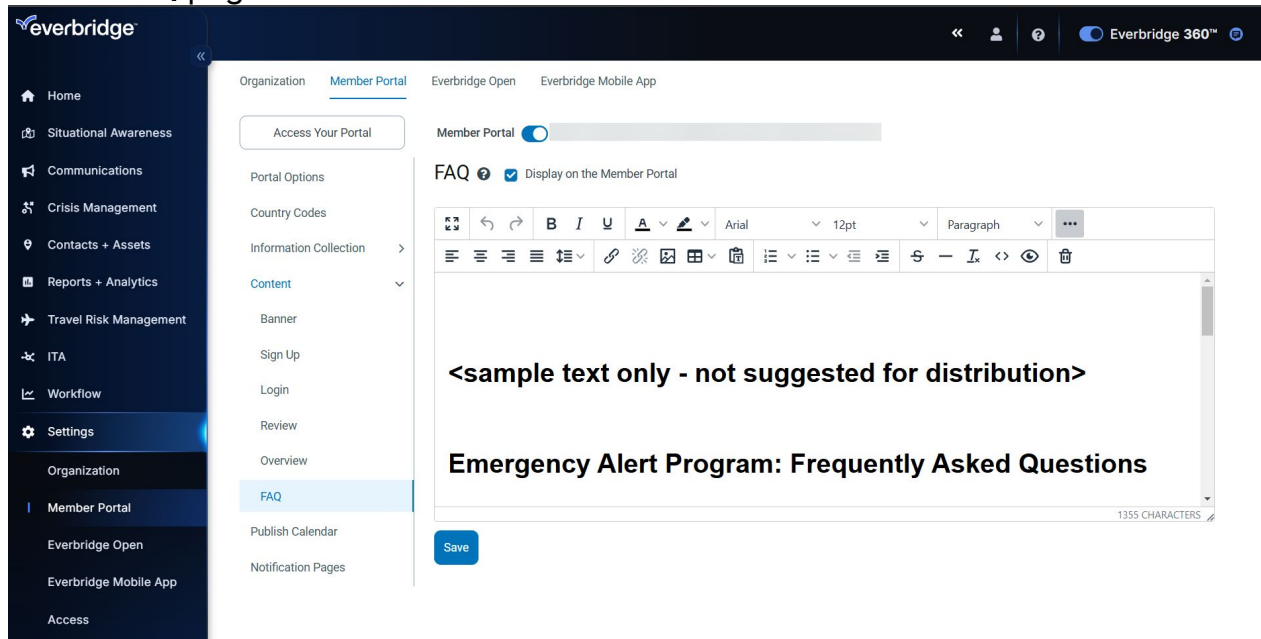 everbridge
Everbridge 360™
Home
Situational Awareness
Communications
Crisis Management
Contacts + Assets
Reports + Analytics
Travel Risk Management
ITA
Workflow
Settings
Organization
Member Portal
Everbridge Open
Everbridge Mobile App
Access
Organization Member Portal Everbridge Open Everbridge Mobile App
Access Your Portal
Portal Options
Country Codes
Information Collection
Content
Banner
Sign Up
Login
Review
Overview
FAQ
Publish Calendar
Notification Pages
Member Portal
FAQ Display on the Member Portal
B I U A Arial 12pt Paragraph
<sample text only - not suggested for distribution>
Emergency Alert Program: Frequently Asked Questions
1355 CHARACTERS
Save